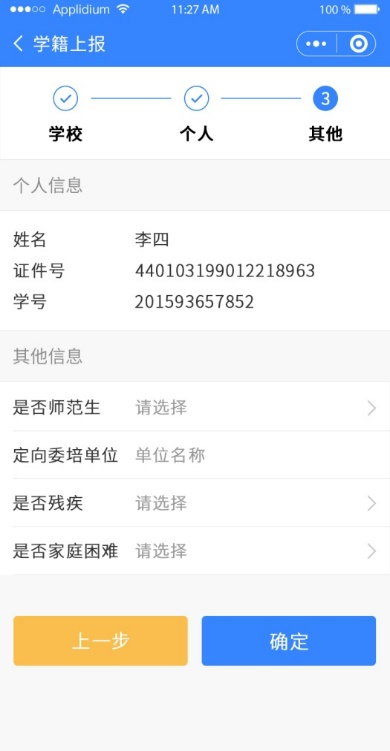 Applidium 11:27 AM 100 %
学籍上报
3
学校 个人 其他
个人信息
姓名 李四
证件号 440103199012218963
学号 201593657852
其他信息
是否师范生 请选择
定向委培单位 单位名称
是否残疾 请选择
是否家庭困难 请选择
上一步 确定